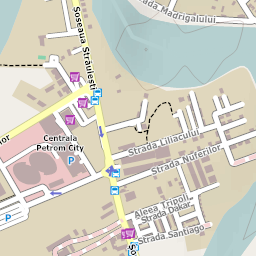 Strada Madrigalului
Șoseaua Străulești
Centrala
Petrom City
Strada Liliacului
Strada Nuferilor
Aleea Tripoli
Strada Dakar
Strada Santiago
P
P